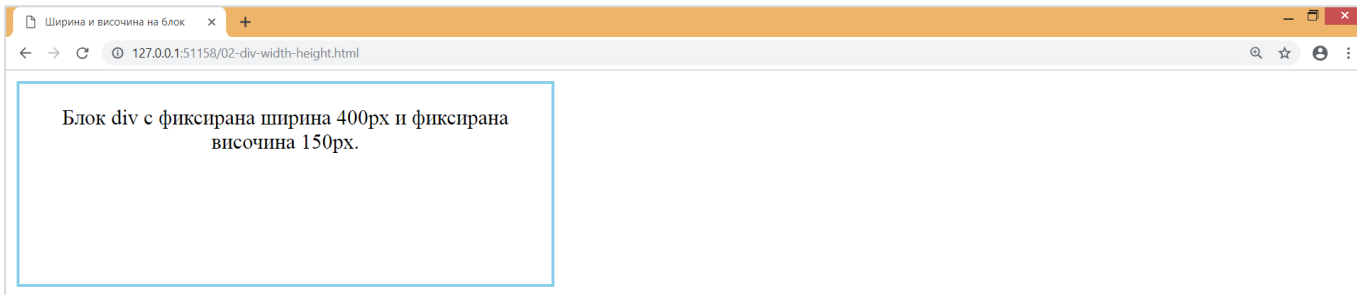 Ширина и височина на блок
127.0.0.1:51158/02-div-width-height.html
Блок div с фиксирана ширина 400px и фиксирана
височина 150px.